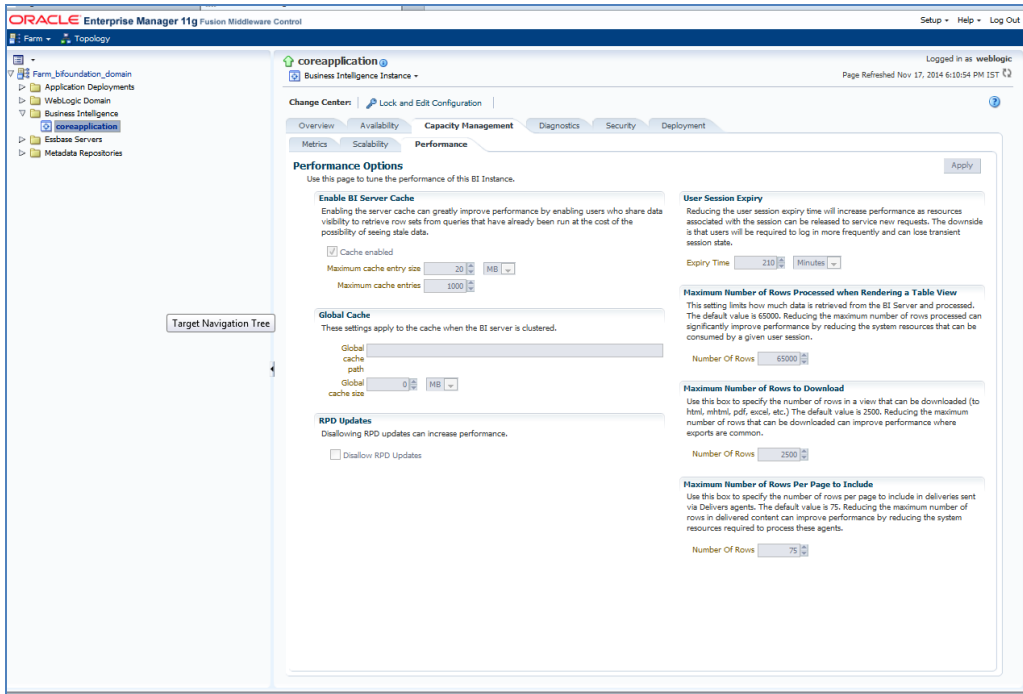 ORACLE Enterprise Manager 11g Fusion Middleware Control
Setup Help Log Out
Farm Topology
Farm_bifoundation_domain
Application Deployments
WebLogic Domain
Business Intelligence
coreapplication
Essbase Servers
Metadata Repositories
Target Navigation Tree
coreapplication
Logged in as weblogic
Business Intelligence Instance
Page Refreshed Nov 17, 2014 6:10:54 PM IST
Change Center: Lock and Edit Configuration
Overview Availability Capacity Management Diagnostics Security Deployment
Metrics Scalability Performance
Performance Options
Apply
Use this page to tune the performance of this BI Instance.
Enable BI Server Cache
Enabling the server cache can greatly improve performance by enabling users who share data
visibility to retrieve row sets from queries that have already been run at the cost of the
possibility of seeing stale data.
Cache enabled
Maximum cache entry size 20 MB
Maximum cache entries 1000
Global Cache
These settings apply to the cache when the BI server is clustered.
Global
cache
path
Global
cache size
0 MB
RPD Updates
Disallowing RPD updates can increase performance.
Disallow RPD Updates
User Session Expiry
Reducing the user session expiry time will increase performance as resources
associated with the session can be released to service new requests. The downside
is that users will be required to log in more frequently and can lose transient
session state.
Expiry Time 210 Minutes
Maximum Number of Rows Processed when Rendering a Table View
This setting limits how much data is retrieved from the BI Server and processed.
The default value is 65000. Reducing the maximum number of rows processed can
significantly improve performance by reducing the system resources that can be
consumed by a given user session.
Number Of Rows 65000
Maximum Number of Rows to Download
Use this box to specify the number of rows in a view that can be downloaded (to
html, mhtml, pdf, excel, etc.) The default value is 2500. Reducing the maximum
number of rows that can be downloaded can improve performance where
exports are common.
Number Of Rows 2500
Maximum Number of Rows Per Page to Include
Use this box to specify the number of rows per page to include in deliveries sent
via Delivers agents. The default value is 75. Reducing the maximum number of
rows in delivered content can improve performance by reducing the system
resources required to process these agents.
Number Of Rows 75